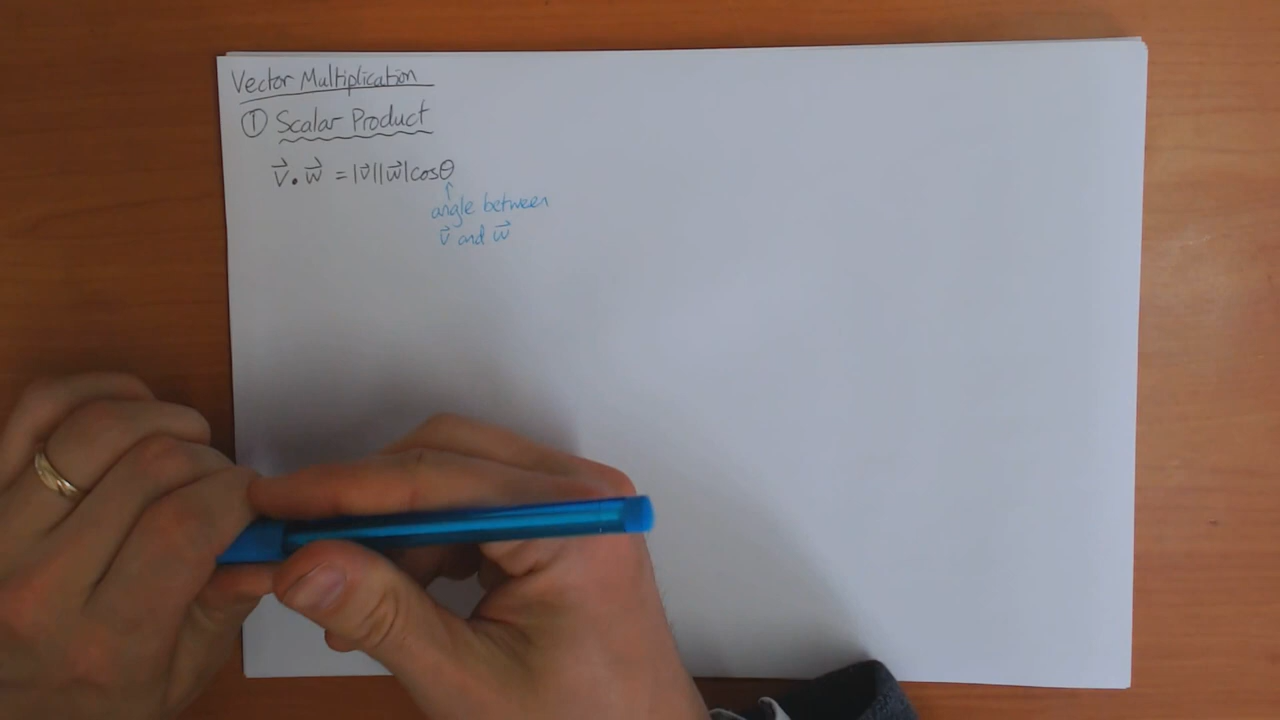 Vector Multiplication
① Scalar Product
v⃗ • w⃗ = |v⃗||w⃗|cosθ
↑
angle between
v⃗ and w⃗